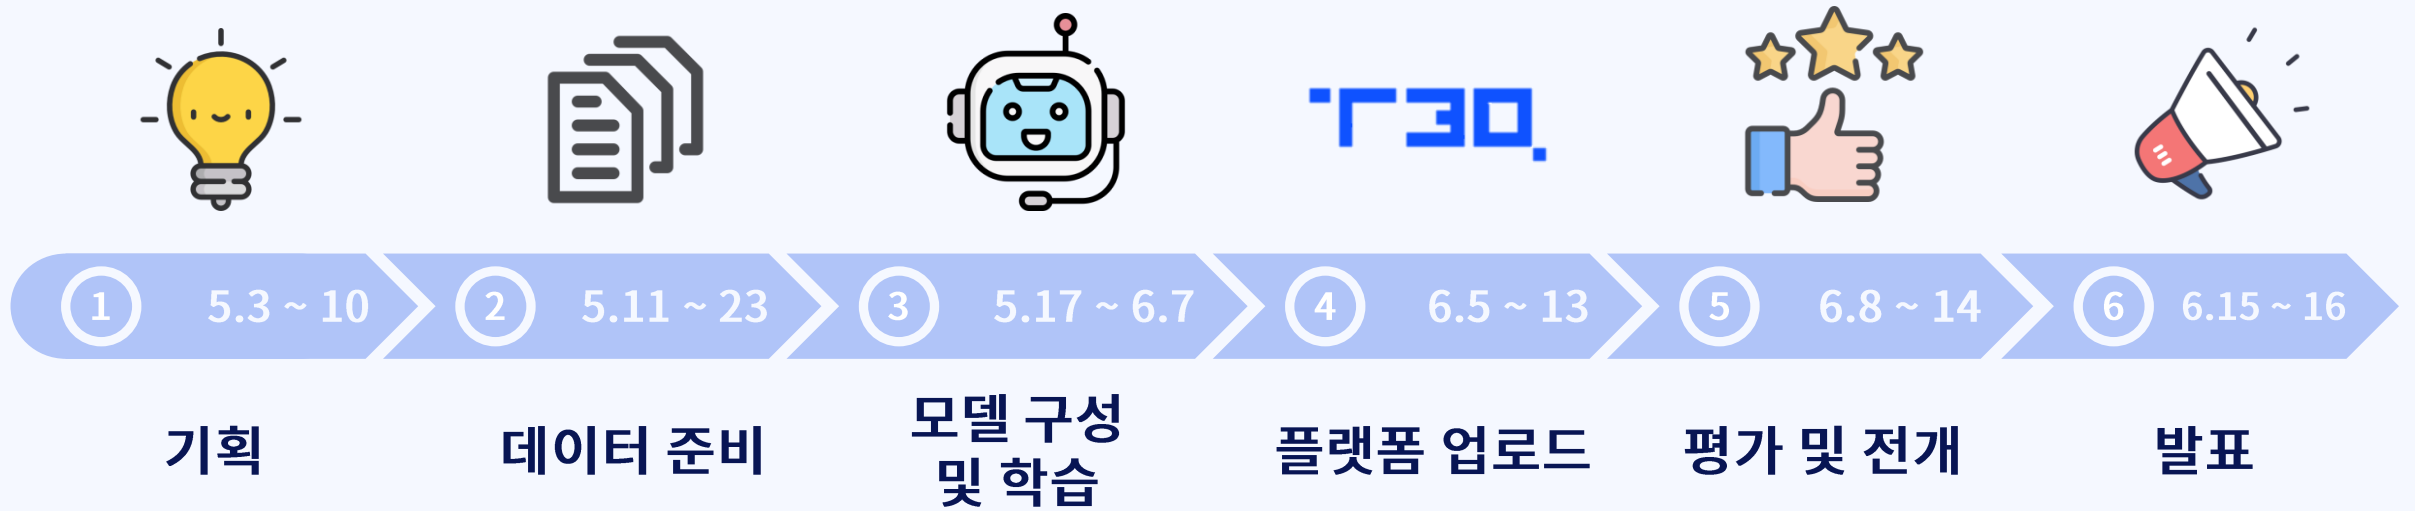 T3Q.
1 5.3 ~ 10
2 5.11 ~ 23
3 5.17 ~ 6.7
4 6.5 ~ 13
5 6.8 ~ 14
6 6.15 ~ 16
기획
데이터 준비
모델 구성
및 학습
플랫폼 업로드
평가 및 전개
발표